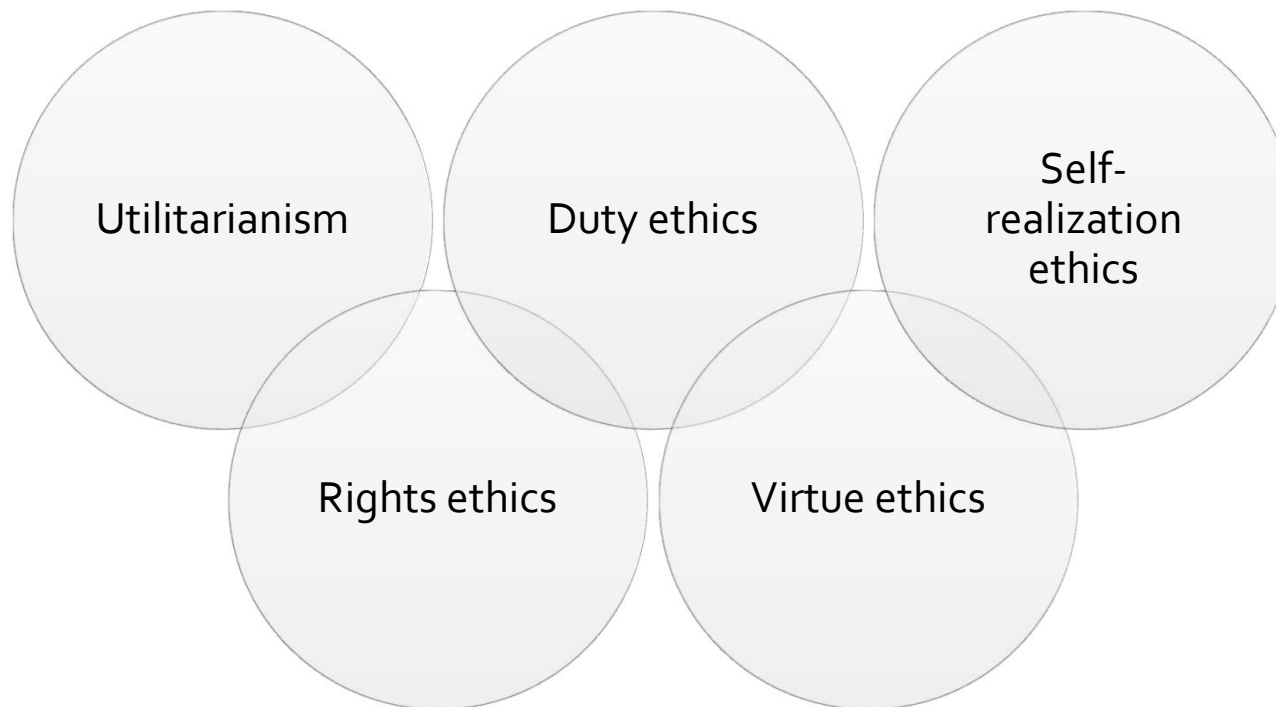 Utilitarianism
Duty ethics
Self-
realization
ethics
Rights ethics
Virtue ethics